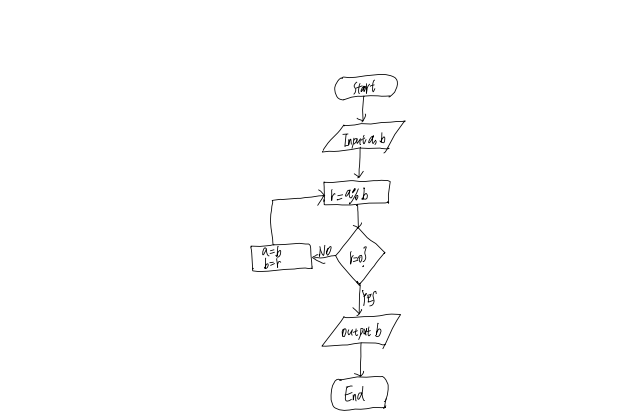 Start
Input a, b
r=a%b
a=b
b=r
NO
r=0?
Yes
output b
End